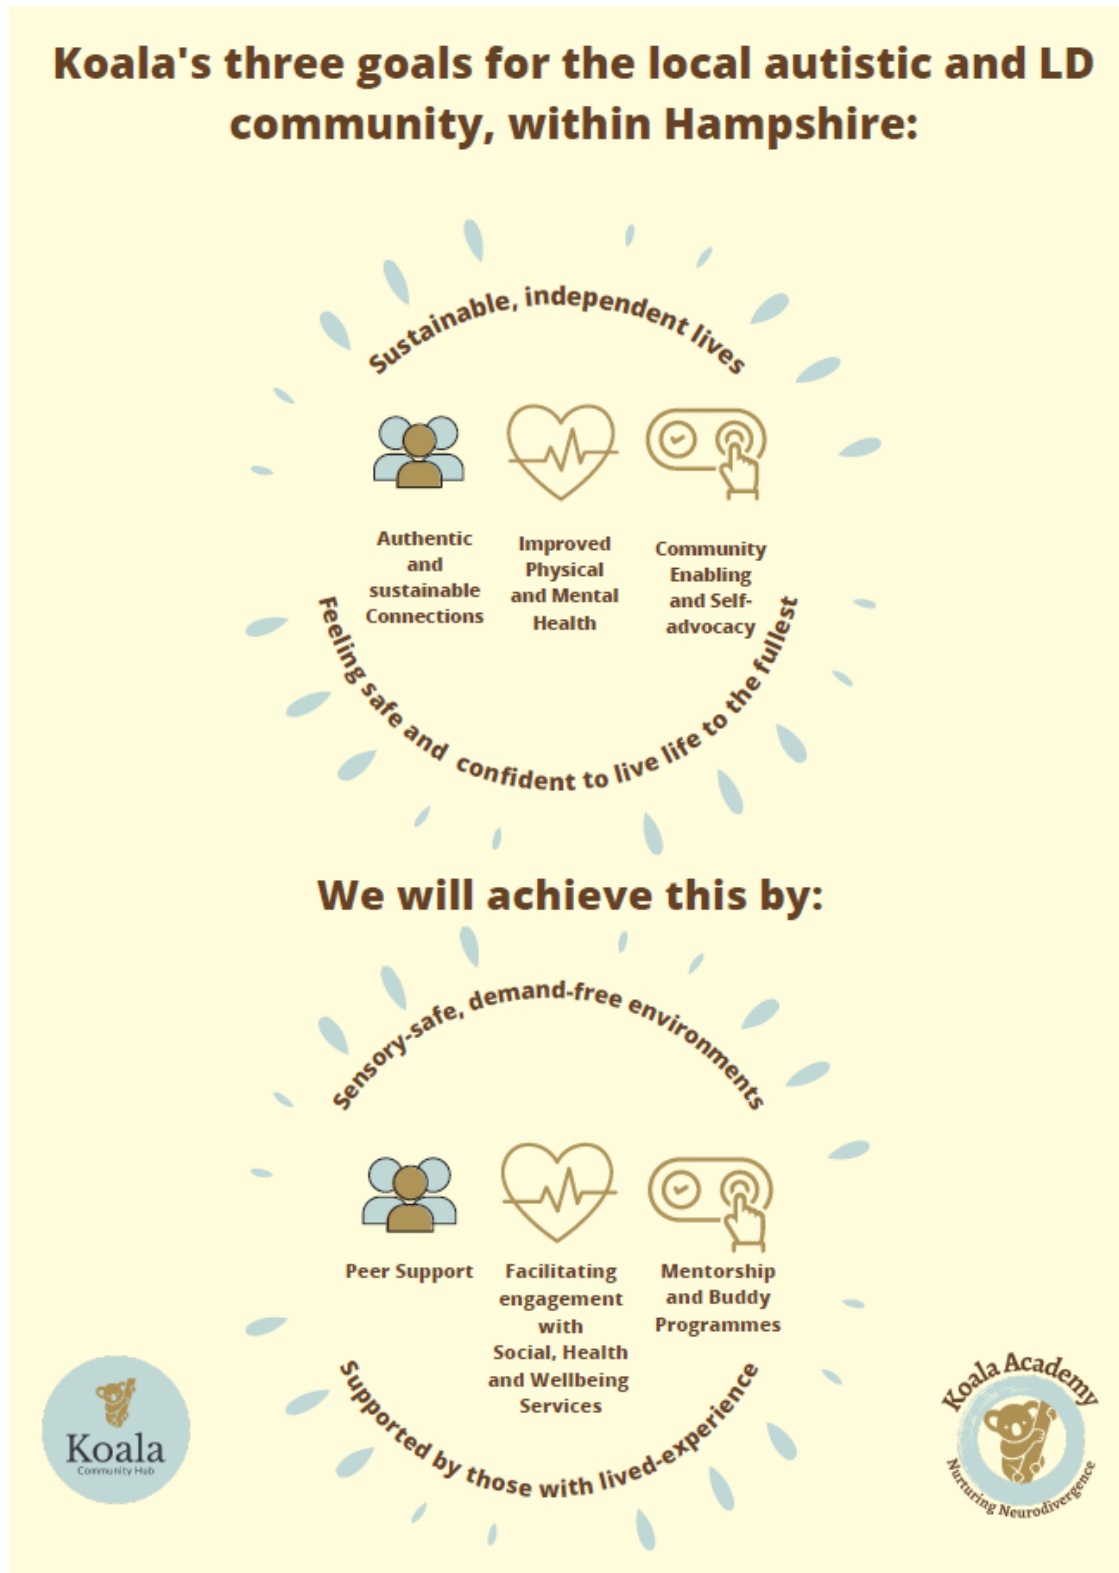 Koala's three goals for the local autistic and LD
community, within Hampshire:
Sustainable, independent lives
Authentic
and
sustainable
Connections
Improved
Physical
and Mental
Health
Community
Enabling
and Self-
advocacy
Feeling safe and confident to live life to the fullest
We will achieve this by:
Sensory-safe, demand-free environments
Peer Support
Facilitating
engagement
with
Social, Health
and Wellbeing
Services
Mentorship
and Buddy
Programmes
Supported by those with lived-experience
Koala
Community Hub
Koala Academy
Nurturing Neurodivergence